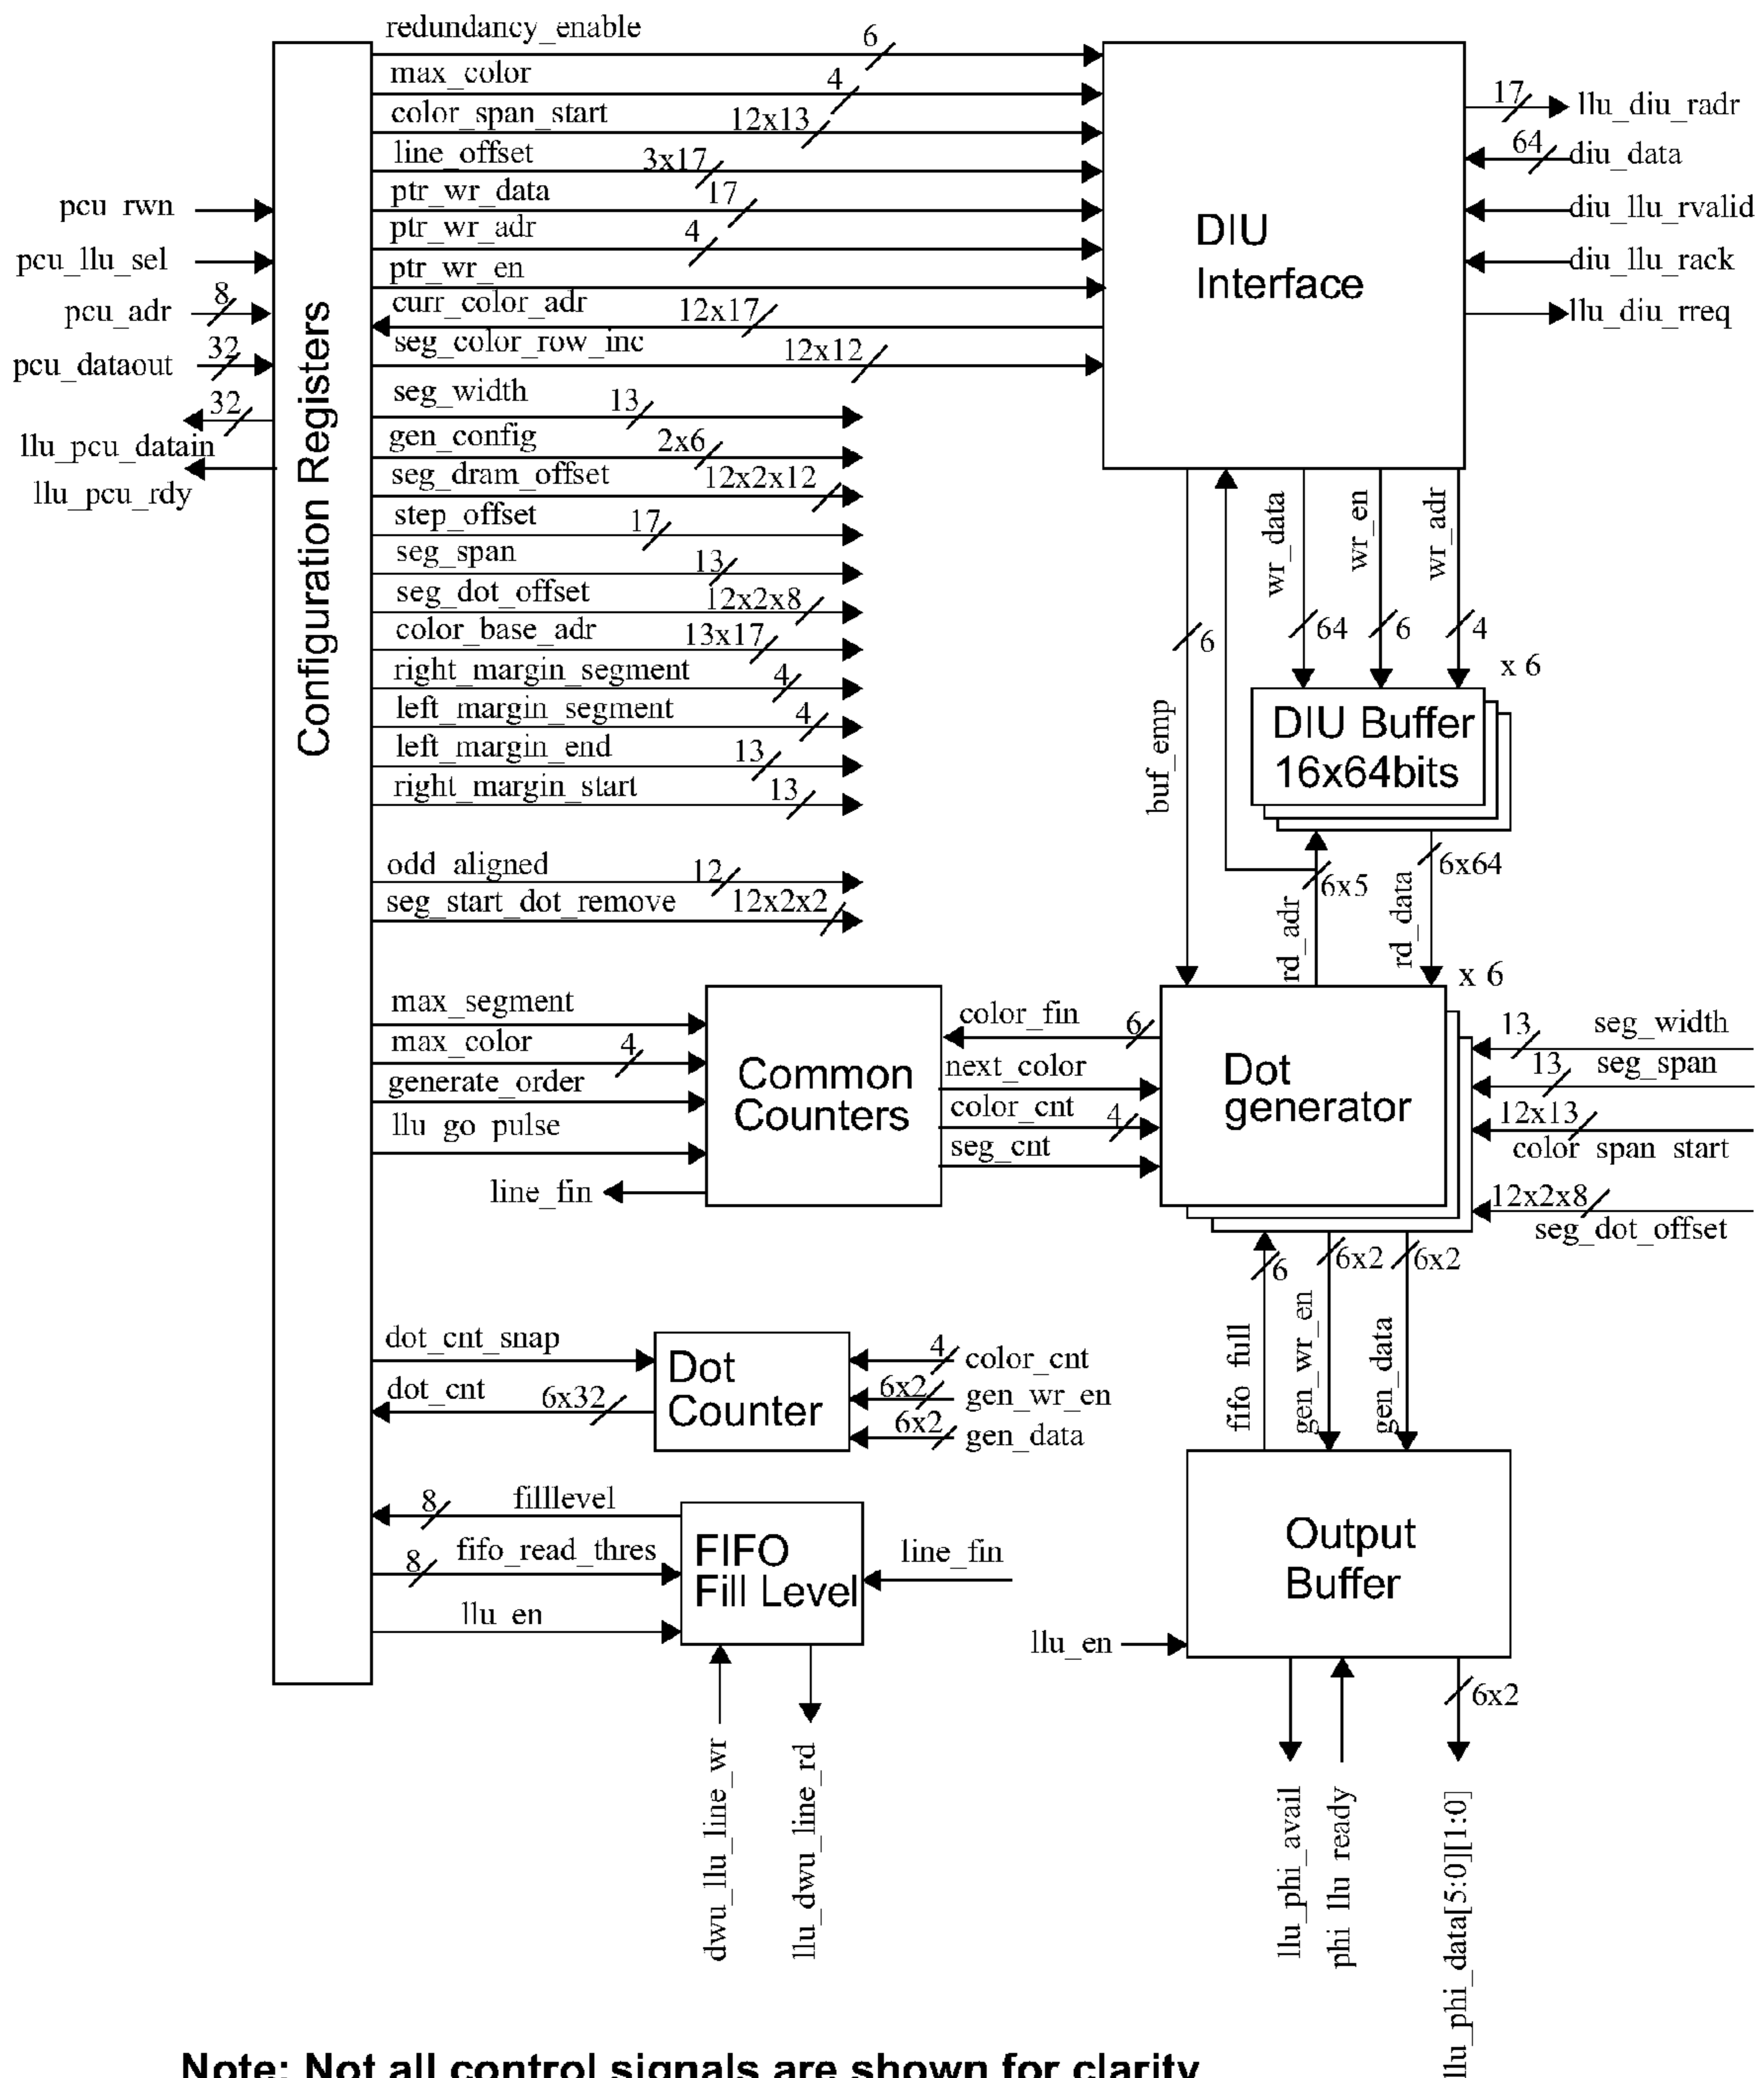 redundancy_enable
6
max_color
4
color_span_start
12x13
line_offset
3x17
ptr_wr_data
17
ptr_wr_adr
4
ptr_wr_en
curr_color_adr
12x17
seg_color_row_inc
12x12
seg_width
13
gen_config
2x6
seg_dram_offset
12x2x12
step_offset
17
seg_span
13
seg_dot_offset
12x2x8
color_base_adr
13x17
right_margin_segment
4
left_margin_segment
4
left_margin_end
13
right_margin_start
13
odd_aligned
12
seg_start_dot_remove
12x2x2
pcu_rwn
pcu_llu_sel
pcu_adr
8
pcu_dataout
32
32
llu_pcu_datain
llu_pcu_rdy
Configuration Registers
DIU
Interface
17
llu_diu_radr
64
diu_data
diu_llu_rvalid
diu_llu_rack
llu_diu_rreq
buf_emp
6
wr_data
64
wr_en
6
wr_adr
4
x 6
DIU Buffer
16x64bits
rd_adr
6x5
rd_data
6x64
x 6
max_segment
max_color
4
generate_order
llu_go_pulse
line_fin
Common
Counters
color_fin
6
next_color
color_cnt
4
seg_cnt
Dot
generator
13
seg_width
13
seg_span
12x13
color_span_start
12x2x8
seg_dot_offset
fifo_full
6
gen_wr_en
6x2
gen_data
6x2
dot_cnt_snap
dot_cnt
6x32
Dot
Counter
4
color_cnt
6x2
gen_wr_en
6x2
gen_data
8
filllevel
8
fifo_read_thres
llu_en
FIFO
Fill Level
line_fin
dwu_llu_line_wr
llu_dwu_line_rd
Output
Buffer
llu_en
6x2
llu_phi_avail
phi_llu_ready
llu_phi_data[5:0][1:0]
Note: Not all control signals are shown for clarity